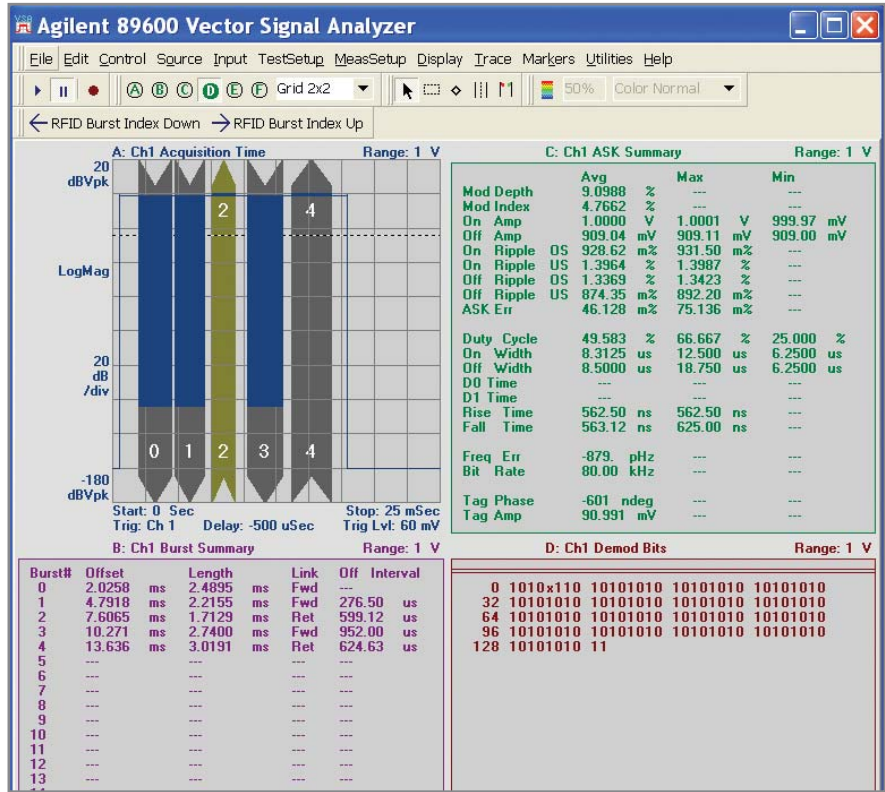 Agilent 89600 Vector Signal Analyzer
File Edit Control Source Input TestSetup MeasSetup Display Trace Markers Utilities Help
A B C D E F Grid 2x2 50% Color Normal
RFID Burst Index Down RFID Burst Index Up
A: Ch1 Acquisition Time Range: 1 V
20
dBVpk
LogMag
20
dB
/div
-180
dBVpk
2 4
0 1 2 3 4
Start: 0 Sec Stop: 25 mSec
Trig: Ch 1 Delay: -500 uSec Trig Lvl: 60 mV
C: Ch1 ASK Summary Range: 1 V
Avg Max Min
Mod Depth 9.0988 % --- ---
Mod Index 4.7662 % --- ---
On Amp 1.0000 V 1.0001 V 999.97 mV
Off Amp 909.04 mV 909.11 mV 909.00 mV
On Ripple OS 928.62 m% 931.50 m% ---
On Ripple US 1.3964 % 1.3987 % ---
Off Ripple OS 1.3369 % 1.3423 % ---
Off Ripple US 874.35 m% 892.20 m% ---
ASK Err 46.128 m% 75.136 m% ---
Duty Cycle 49.583 % 66.667 % 25.000 %
On Width 8.3125 us 12.500 us 6.2500 us
Off Width 8.5000 us 18.750 us 6.2500 us
D0 Time --- --- ---
D1 Time --- --- ---
Rise Time 562.50 ns 562.50 ns ---
Fall Time 563.12 ns 625.00 ns ---
Freq Err -879. pHz --- ---
Bit Rate 80.00 kHz --- ---
Tag Phase -601 ndeg --- ---
Tag Amp 90.991 mV --- ---
B: Ch1 Burst Summary Range: 1 V
Burst# Offset Length Link Off Interval
0 2.0258 ms 2.4895 ms Fwd ---
1 4.7918 ms 2.2155 ms Fwd 276.50 us
2 7.6065 ms 1.7129 ms Ret 599.12 us
3 10.271 ms 2.7400 ms Fwd 952.00 us
4 13.636 ms 3.0191 ms Ret 624.63 us
5 --- --- --- ---
6 --- --- --- ---
7 --- --- --- ---
8 --- --- --- ---
9 --- --- --- ---
10 --- --- --- ---
11 --- --- --- ---
12 --- --- --- ---
13 --- --- --- ---
D: Ch1 Demod Bits Range: 1 V
0 1010x110 10101010 10101010 10101010
32 10101010 10101010 10101010 10101010
64 10101010 10101010 10101010 10101010
96 10101010 10101010 10101010 10101010
128 10101010 11